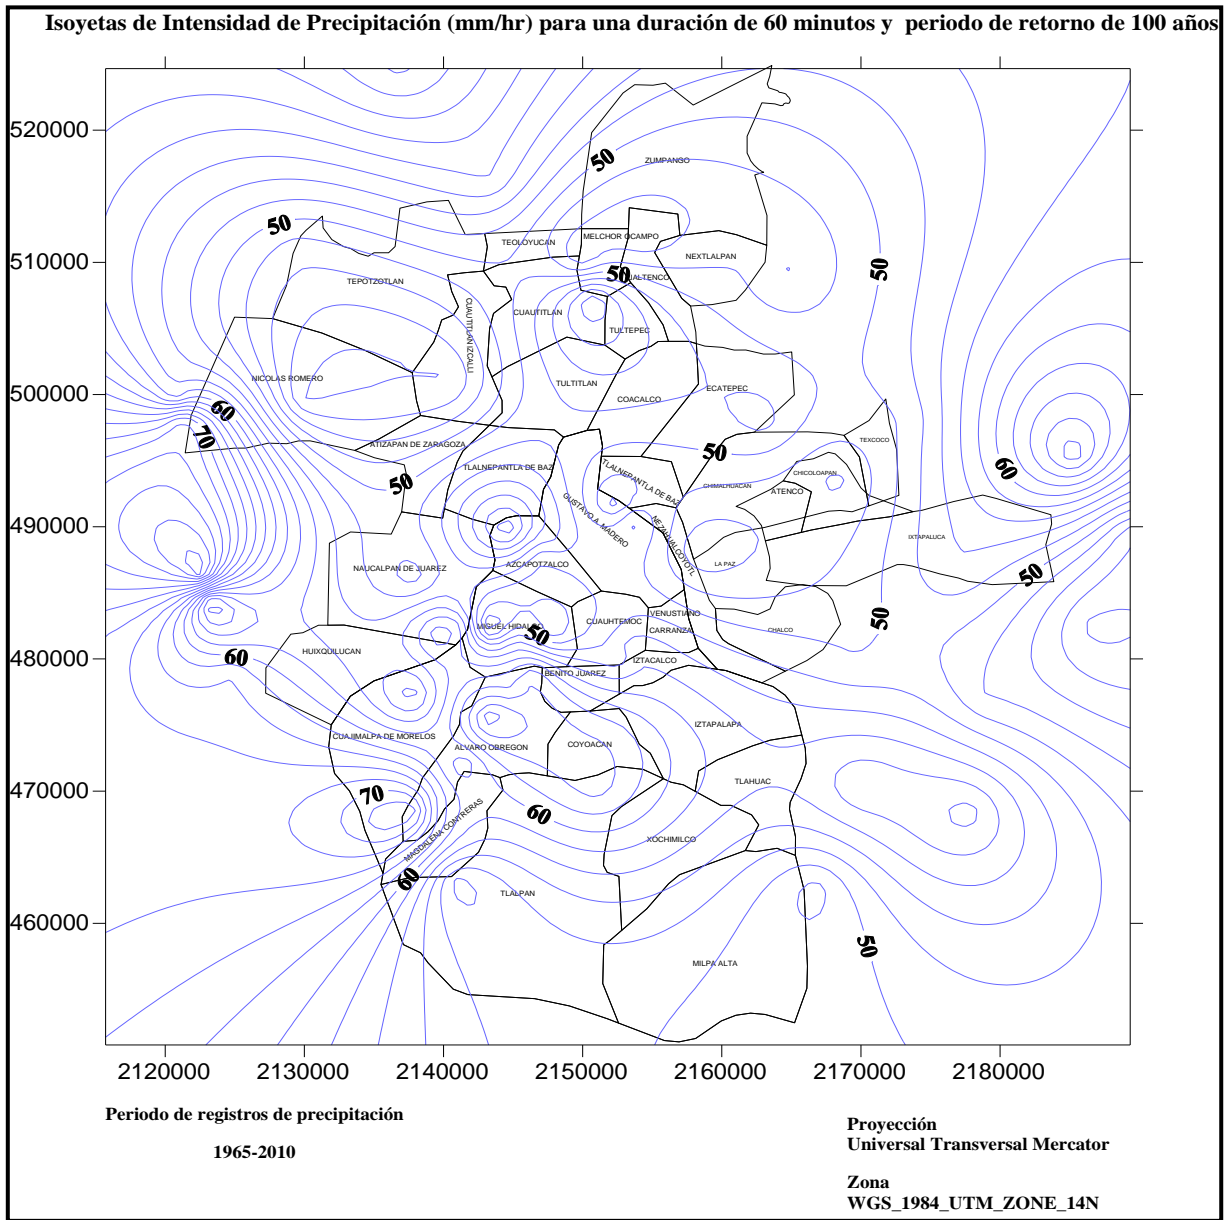 Isoyetas de Intensidad de Precipitación (mm/hr) para una duración de 60 minutos y periodo de retorno de 100 años
520000
50
ZUMPANGO
50
TEOLOYUCAN
MELCHOR OCAMPO
NEXTLALPAN
510000
50
50
TEPOTZOTLAN
CUAUTITLAN IZCALLI
CUAUTITLAN
TULTEPEC
NICOLAS ROMERO
TULTITLAN
ECATEPEC
500000
COACALCO
60
70
ATIZAPAN DE ZARAGOZA
50
TEXCOCO
TLALNEPANTLA DE BAZ
TLALNEPANTLA DE BAZ
CHICOLOAPAN
60
50
CHIMALHUACAN
ATENCO
490000
GUSTAVO A. MADERO
NEZAHUALCOYOTL
IXTAPALUCA
NAUCALPAN DE JUAREZ
AZCAPOTZALCO
LA PAZ
50
MIGUEL HIDALGO
50
CUAUHTEMOC
VENUSTIANO
CARRANZA
CHALCO
50
480000
60
HUIXQUILUCAN
IZTACALCO
BENITO JUAREZ
CUAJIMALPA DE MORELOS
ALVARO OBREGON
COYOACAN
IZTAPALAPA
470000
70
TLAHUAC
60
MAGDALENA CONTRERAS
XOCHIMILCO
60
TLALPAN
460000
50
MILPA ALTA
2120000 2130000 2140000 2150000 2160000 2170000 2180000
Periodo de registros de precipitación
1965-2010
Proyección
Universal Transversal Mercator
Zona
WGS_1984_UTM_ZONE_14N